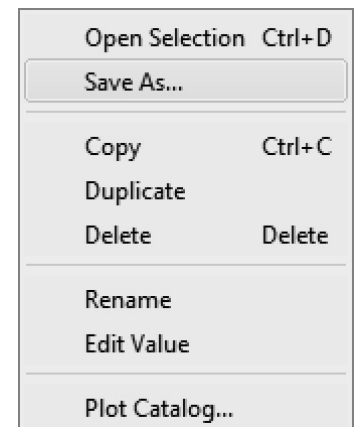 Open Selection Ctrl+D
Save As...
Copy Ctrl+C
Duplicate
Delete Delete
Rename
Edit Value
Plot Catalog...